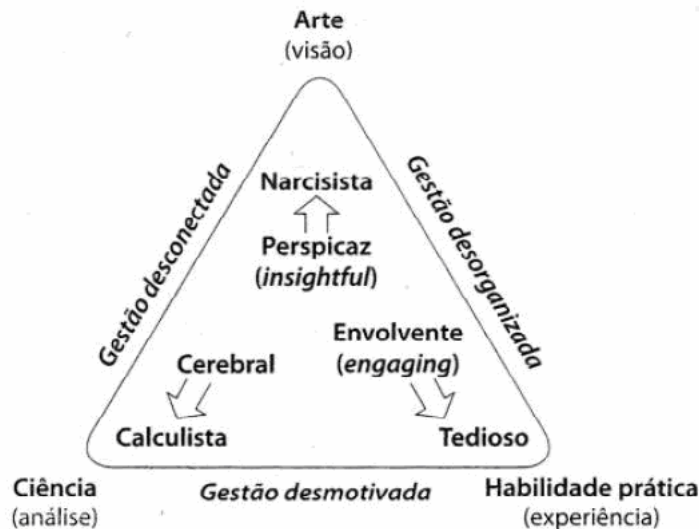 Arte
(visão)
Gestão desconectada
Gestão desorganizada
Narcisista
Perspicaz
(insightful)
Cerebral
Envolvente
(engaging)
Calculista
Tedioso
Ciência
(análise)
Gestão desmotivada
Habilidade prática
(experiência)